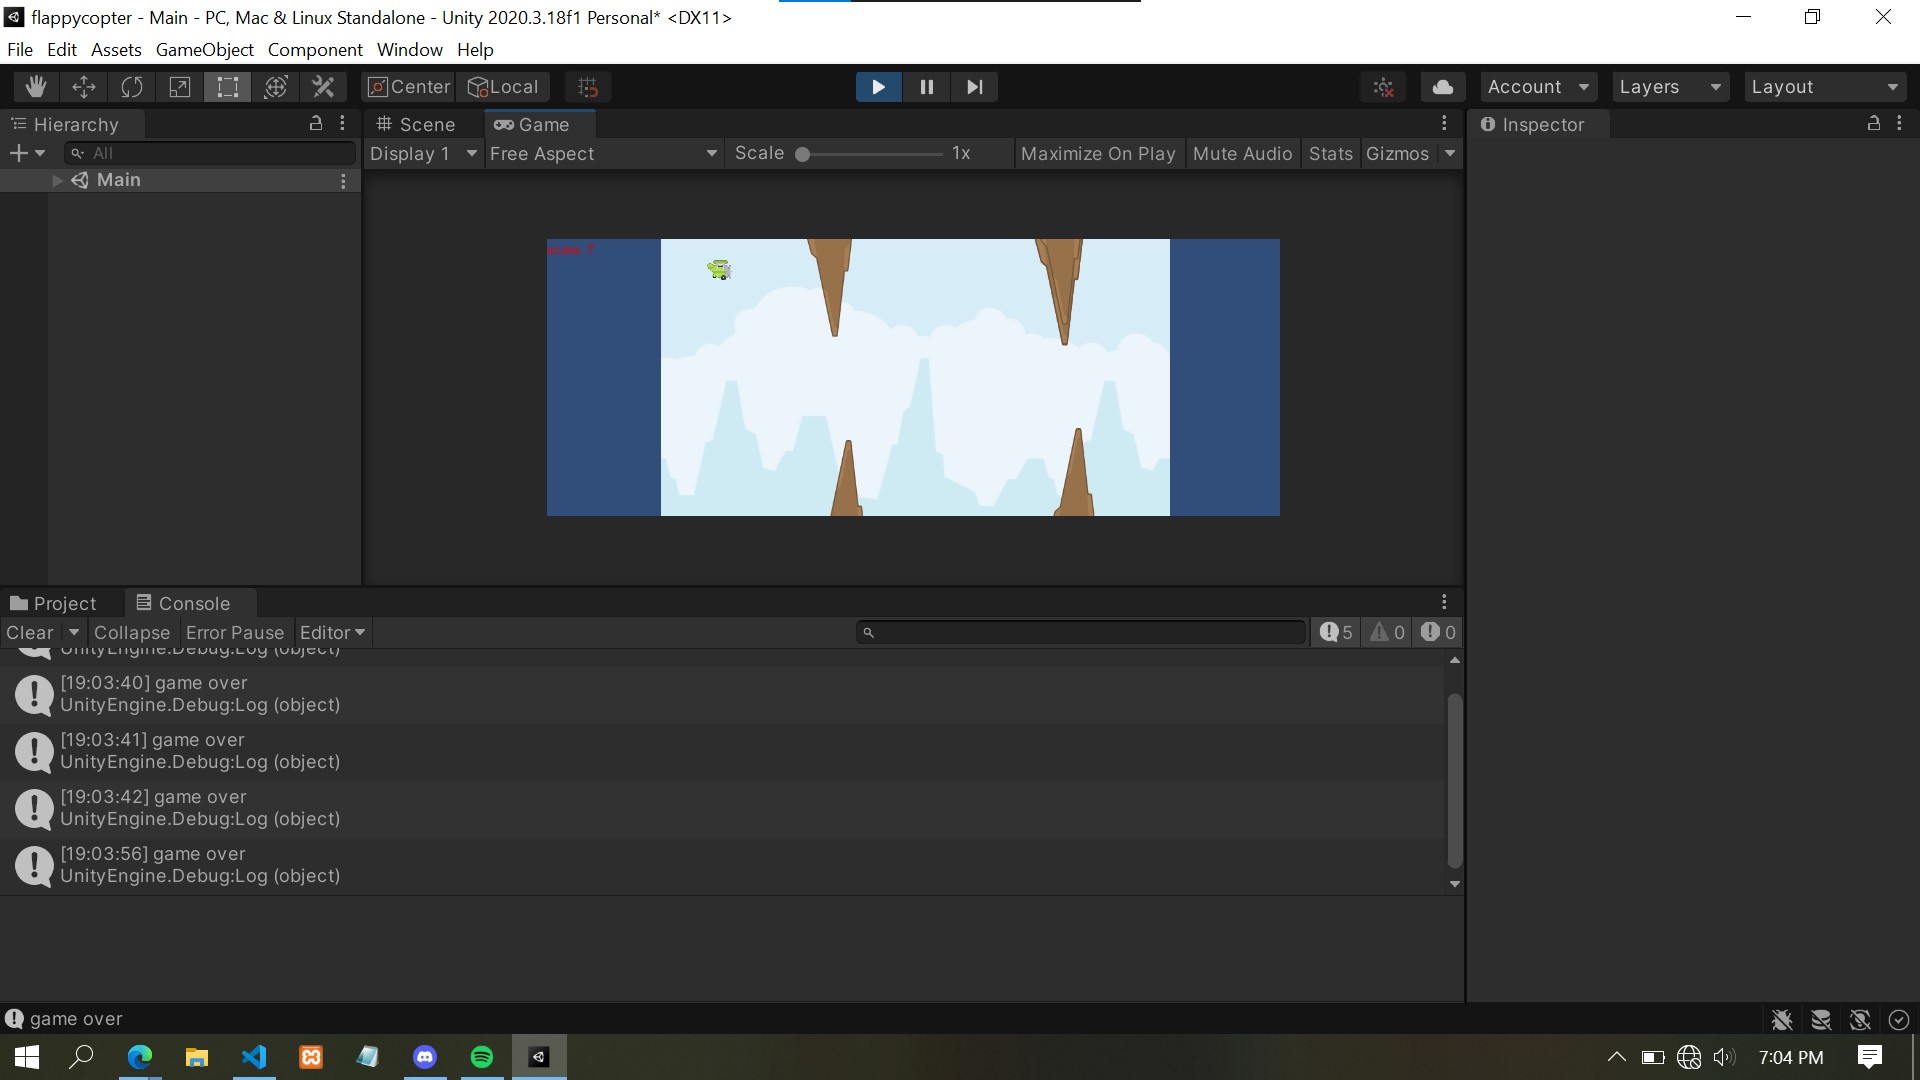 flappycopter - Main - PC, Mac & Linux Standalone - Unity 2020.3.18f1 Personal* <DX11>
File Edit Assets GameObject Component Window Help
Center Local Account Layers Layout
Hierarchy Scene Game Inspector
All Display 1 Free Aspect Scale 1x Maximize On Play Mute Audio Stats Gizmos
Main
Project Console
Clear Collapse Error Pause Editor 5 0 0
UnityEngine.Debug:Log (object)
[19:03:40] game over
UnityEngine.Debug:Log (object)
[19:03:41] game over
UnityEngine.Debug:Log (object)
[19:03:42] game over
UnityEngine.Debug:Log (object)
[19:03:56] game over
UnityEngine.Debug:Log (object)
game over
7:04 PM